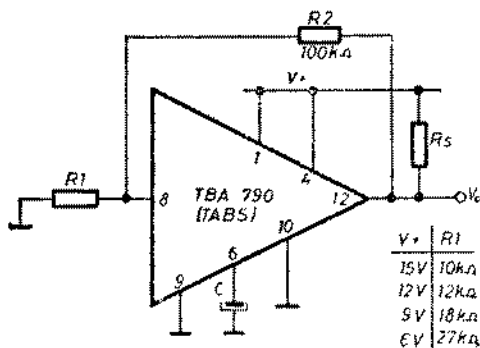 R2
100kΩ
V+
R1
8
1
4
Rs
TBA 790
(TABS)
12
10
6
9
C
V+ R1
15V 10kΩ
12V 12kΩ
9V 18kΩ
6V 27kΩ